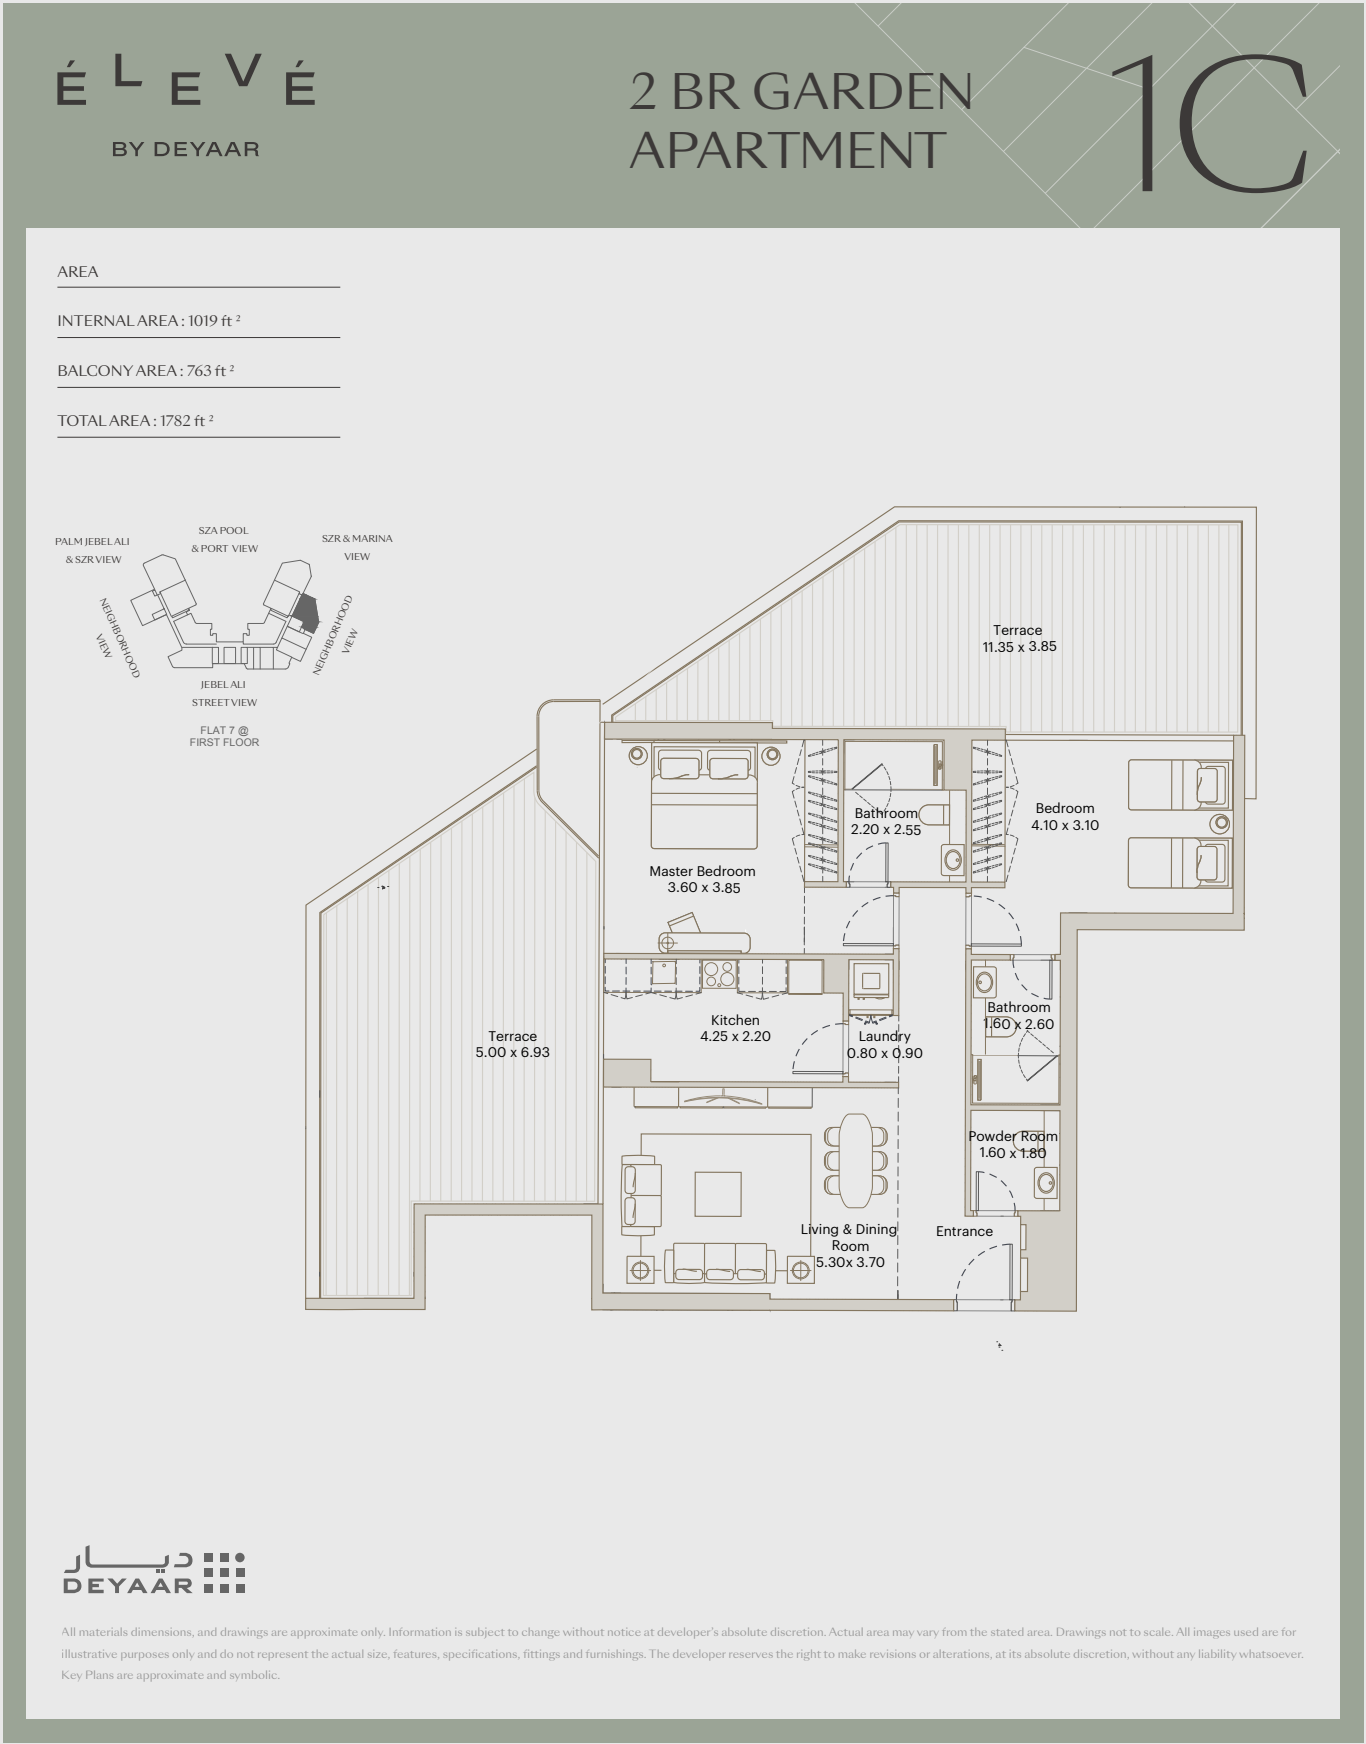 ÉLEVÉ
BY DEYAAR
2 BR GARDEN
APARTMENT
1C
AREA
INTERNAL AREA : 1019 ft ²
BALCONY AREA : 763 ft ²
TOTAL AREA : 1782 ft ²
PALM JEBEL ALI
& SZR VIEW
SZA POOL
& PORT VIEW
SZR & MARINA
VIEW
NEIGHBORHOOD
VIEW
NEIGHBORHOOD
VIEW
JEBEL ALI
STREET VIEW
FLAT 7 @
FIRST FLOOR
Terrace
11.35 x 3.85
Bathroom
2.20 x 2.55
Bedroom
4.10 x 3.10
Master Bedroom
3.60 x 3.85
Kitchen
4.25 x 2.20
Laundry
0.80 x 0.90
Bathroom
1.60 x 2.60
Terrace
5.00 x 6.93
Powder Room
1.60 x 1.80
Living & Dining
Room
5.30x 3.70
Entrance
ديار
DEYAAR
All materials dimensions, and drawings are approximate only. Information is subject to change without notice at developer's absolute discretion. Actual area may vary from the stated area. Drawings not to scale. All images used are for
illustrative purposes only and do not represent the actual size, features, specifications, fittings and furnishings. The developer reserves the right to make revisions or alterations, at its absolute discretion, without any liability whatsoever.
Key Plans are approximate and symbolic.